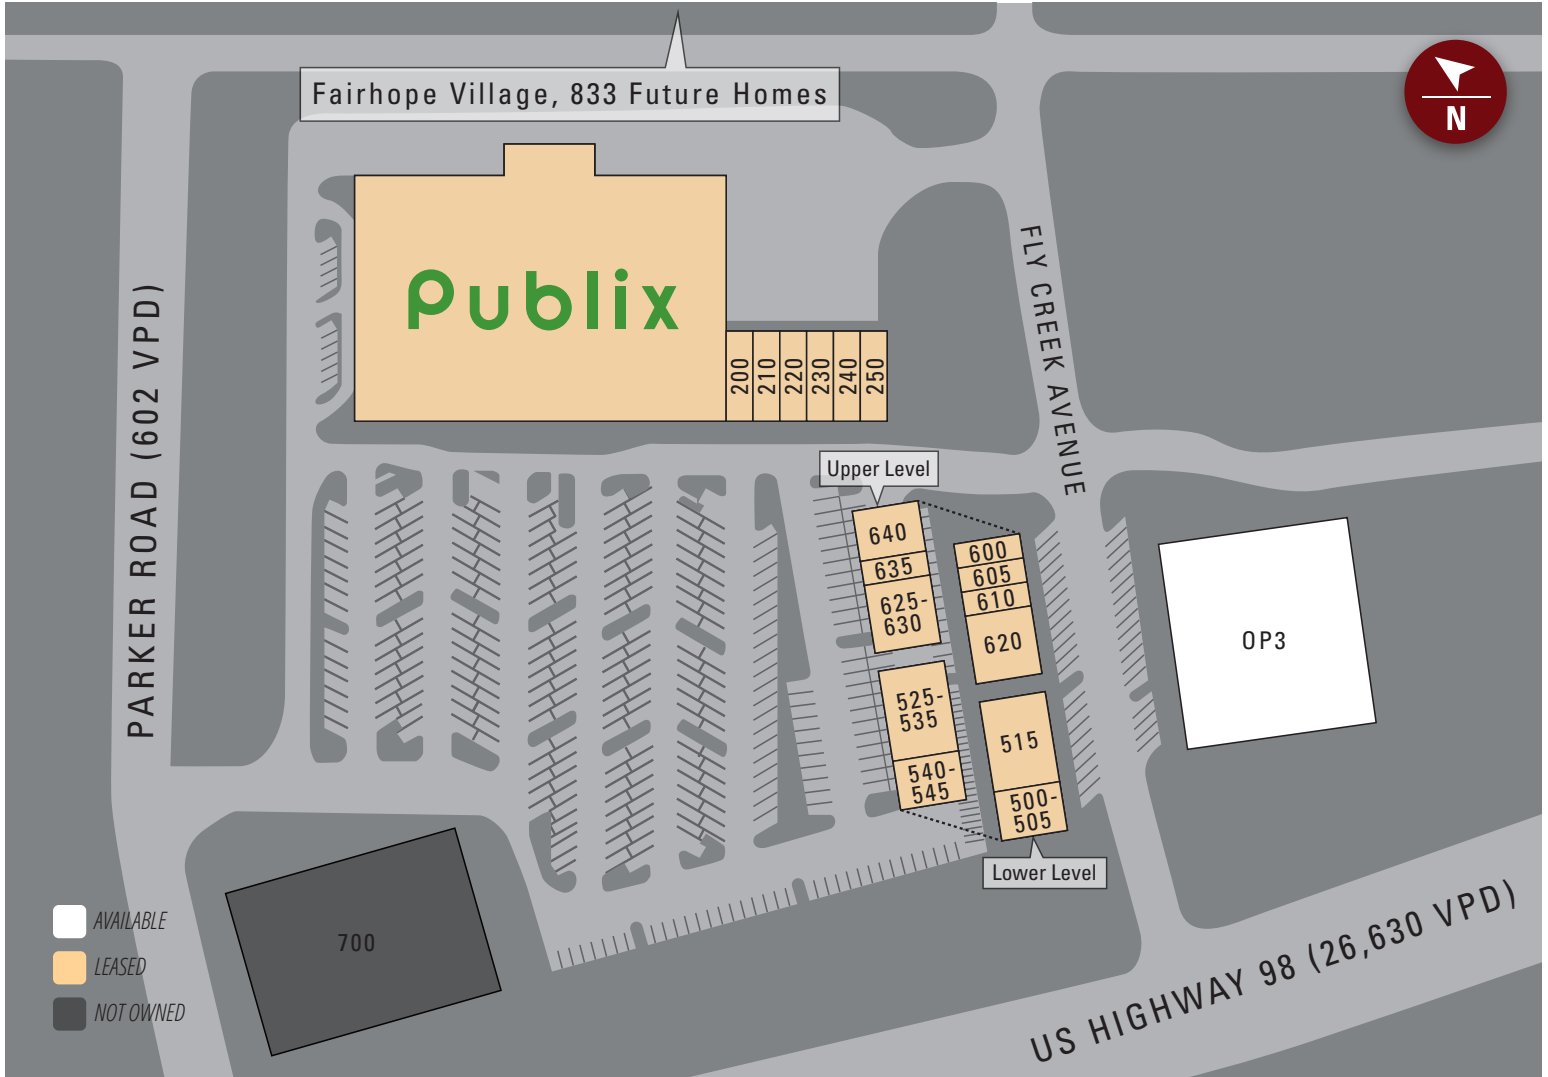 Fairhope Village, 833 Future Homes
N
Publix
200
210
220
230
240
250
PARKER ROAD (602 VPD)
FLY CREEK AVENUE
Upper Level
640
635
625-
630
525-
535
540-
545
600
605
610
620
515
500-
505
Lower Level
OP3
700
AVAILABLE
LEASED
NOT OWNED
US HIGHWAY 98 (26,630 VPD)